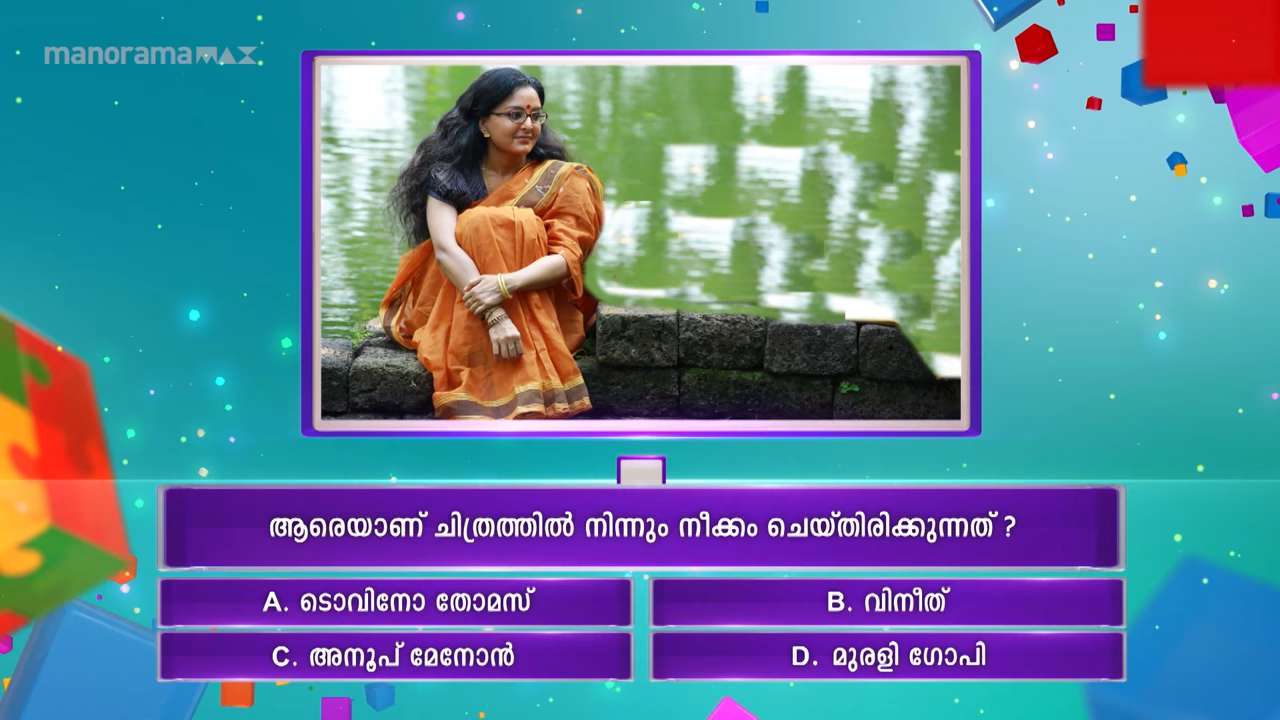 manoramaMAX
ആരെയാണ് ചിത്രത്തിൽ നിന്നും നീക്കം ചെയ്തിരിക്കുന്നത് ?
A. ടൊവിനോ തോമസ്
B. വിനീത്
C. അനൂപ് മേനോൻ
D. മുരളി ഗോപി